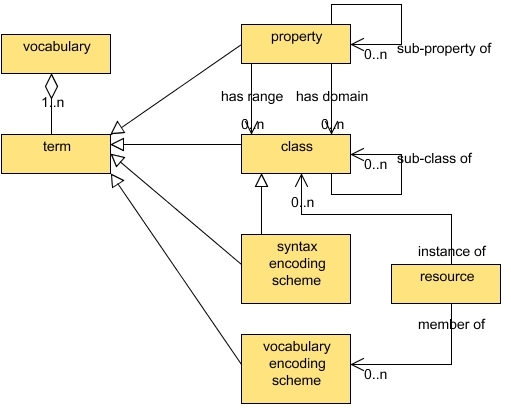 property
vocabulary
0..n
sub-property of
1..n
has range
has domain
0..n
0..n
term
class
0..n
sub-class of
0..n
syntax
encoding
scheme
instance of
resource
member of
vocabulary
encoding
scheme
0..n